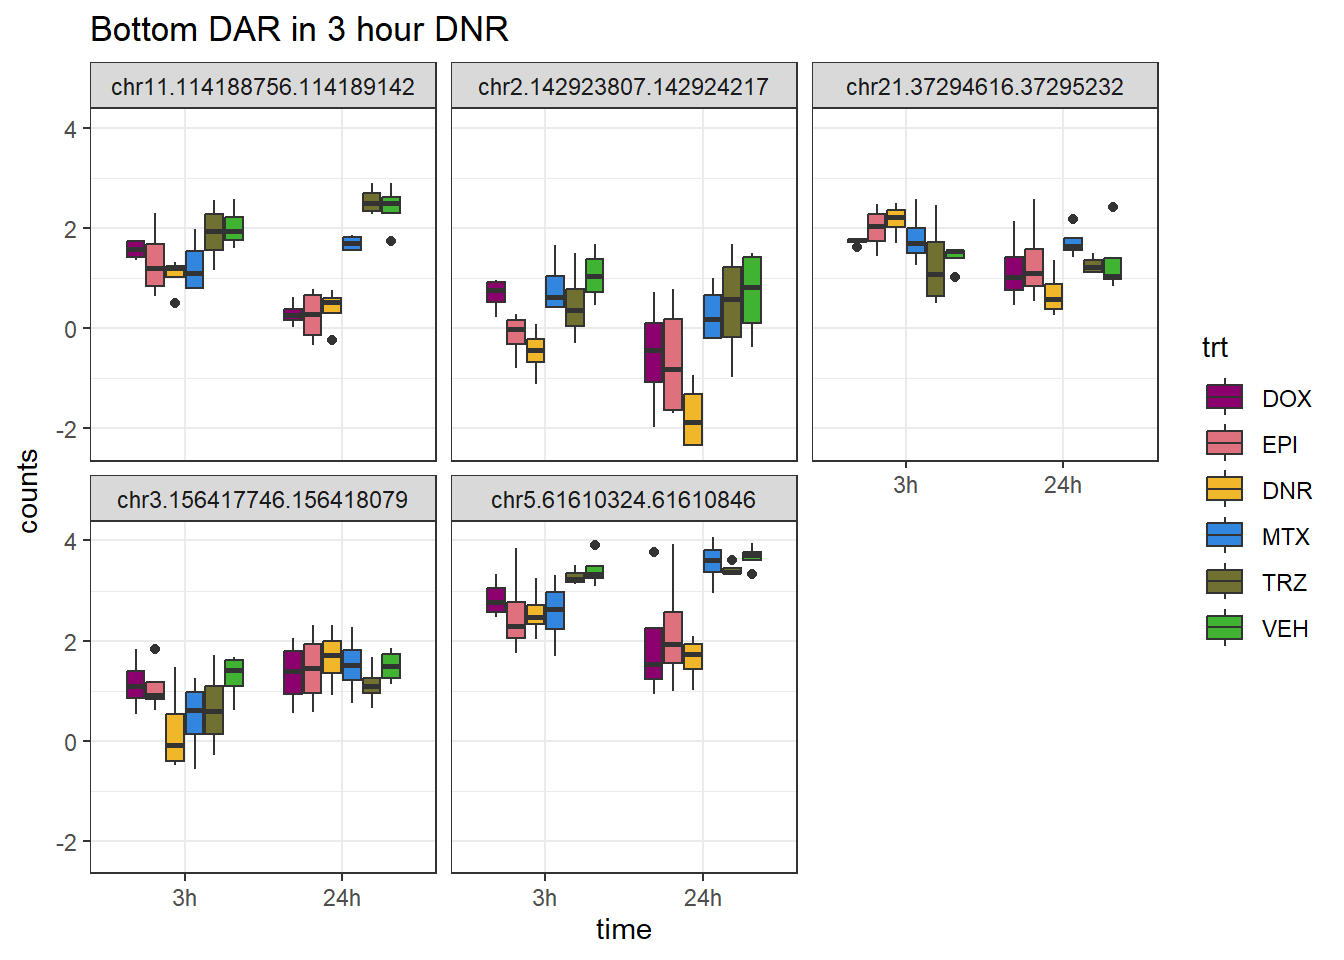 Bottom DAR in 3 hour DNR
chr11.114188756.114189142
chr2.142923807.142924217
chr21.37294616.37295232
4
2
0
-2
3h
24h
chr3.156417746.156418079
chr5.61610324.61610846
4
2
0
-2
3h
24h
3h
24h
time
counts
trt
DOX
EPI
DNR
MTX
TRZ
VEH